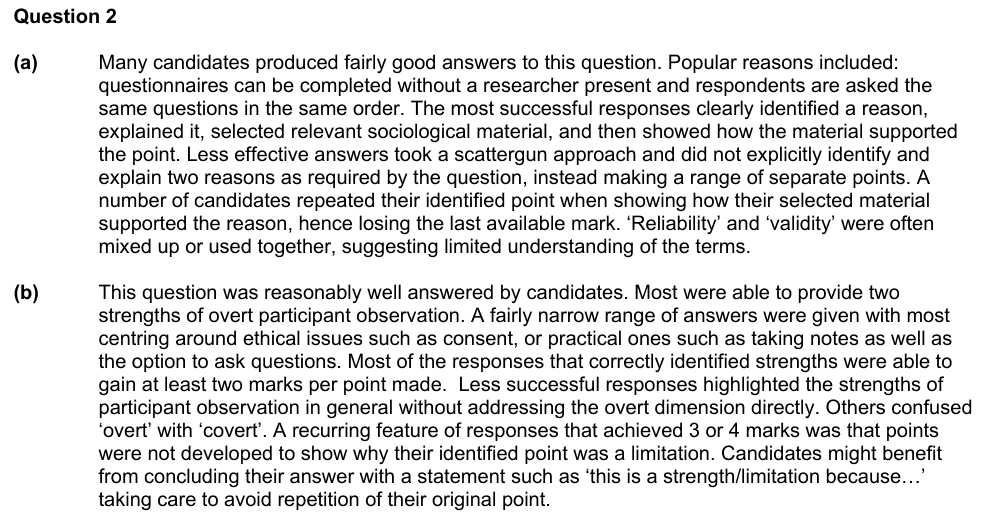 Question 2
(a) Many candidates produced fairly good answers to this question. Popular reasons included:
questionnaires can be completed without a researcher present and respondents are asked the
same questions in the same order. The most successful responses clearly identified a reason,
explained it, selected relevant sociological material, and then showed how the material supported
the point. Less effective answers took a scattergun approach and did not explicitly identify and
explain two reasons as required by the question, instead making a range of separate points. A
number of candidates repeated their identified point when showing how their selected material
supported the reason, hence losing the last available mark. ‘Reliability’ and ‘validity’ were often
mixed up or used together, suggesting limited understanding of the terms.
(b) This question was reasonably well answered by candidates. Most were able to provide two
strengths of overt participant observation. A fairly narrow range of answers were given with most
centring around ethical issues such as consent, or practical ones such as taking notes as well as
the option to ask questions. Most of the responses that correctly identified strengths were able to
gain at least two marks per point made.  Less successful responses highlighted the strengths of
participant observation in general without addressing the overt dimension directly. Others confused
‘overt’ with ‘covert’. A recurring feature of responses that achieved 3 or 4 marks was that points
were not developed to show why their identified point was a limitation. Candidates might benefit
from concluding their answer with a statement such as ‘this is a strength/limitation because…’
taking care to avoid repetition of their original point.